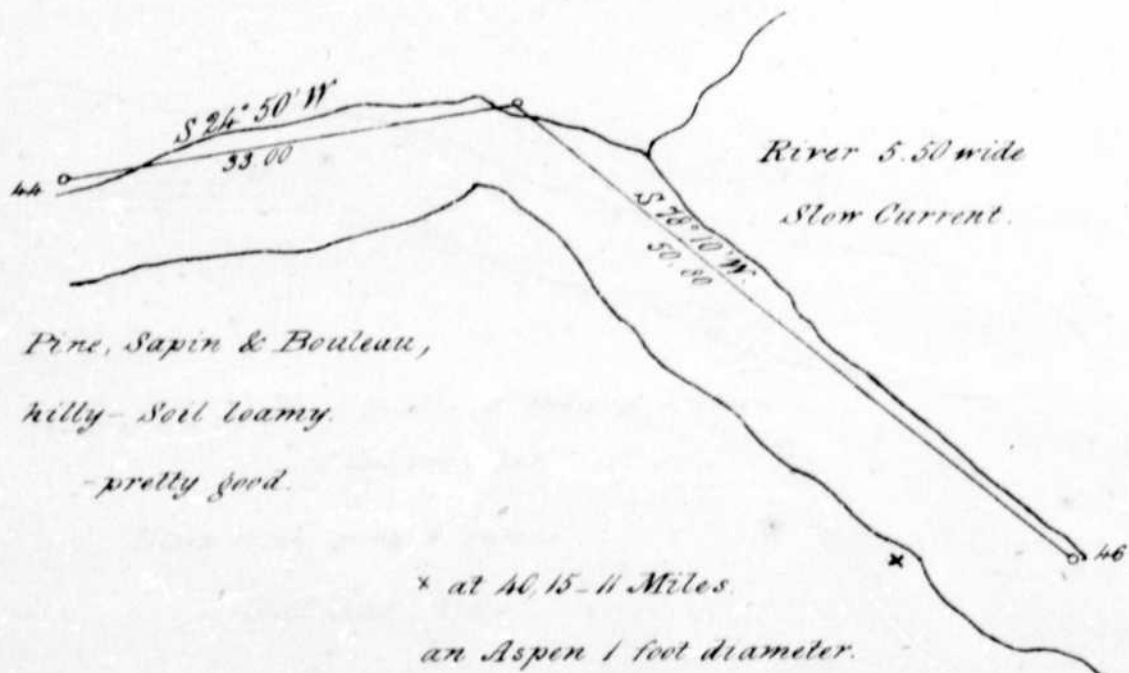 S 24° 50' W
33.00
44
River 5.50 wide
Slow Current.
S 78° 10' W.
50.00
Pine, Sapin & Bouleau,
hilly - Soil loamy.
- pretty good.
46
x at 40,15 - 11 Miles.
an Aspen 1 foot diameter.